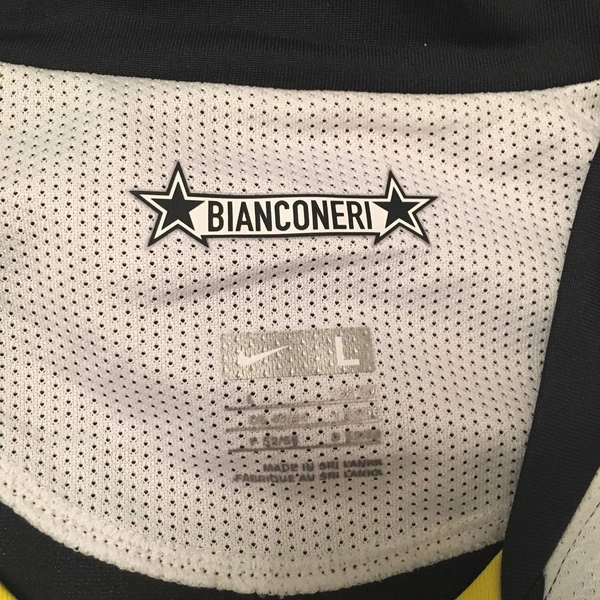 BIANCONERI
L
MADE IN SRI LANKA
FABRIQUÉ AU SRI LANKA